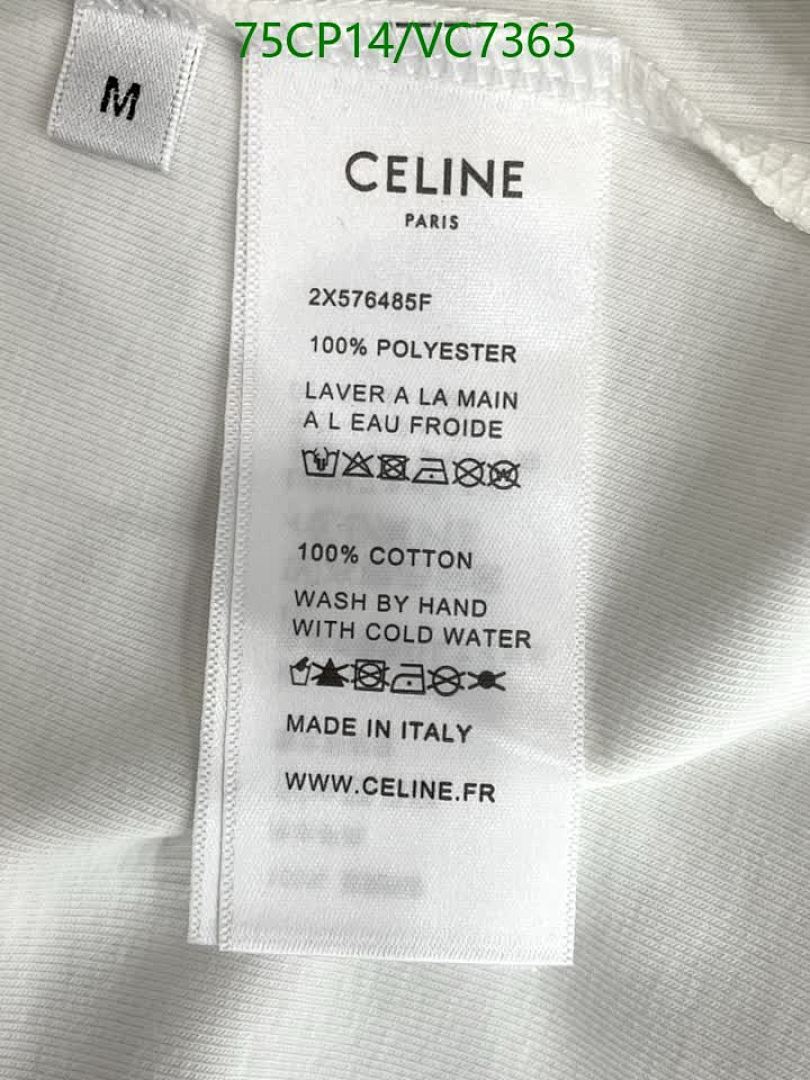 75CP14/VC7363
M
CELINE
PARIS
2X576485F
100% POLYESTER
LAVER A LA MAIN
A L EAU FROIDE
100% COTTON
WASH BY HAND
WITH COLD WATER
MADE IN ITALY
WWW.CELINE.FR